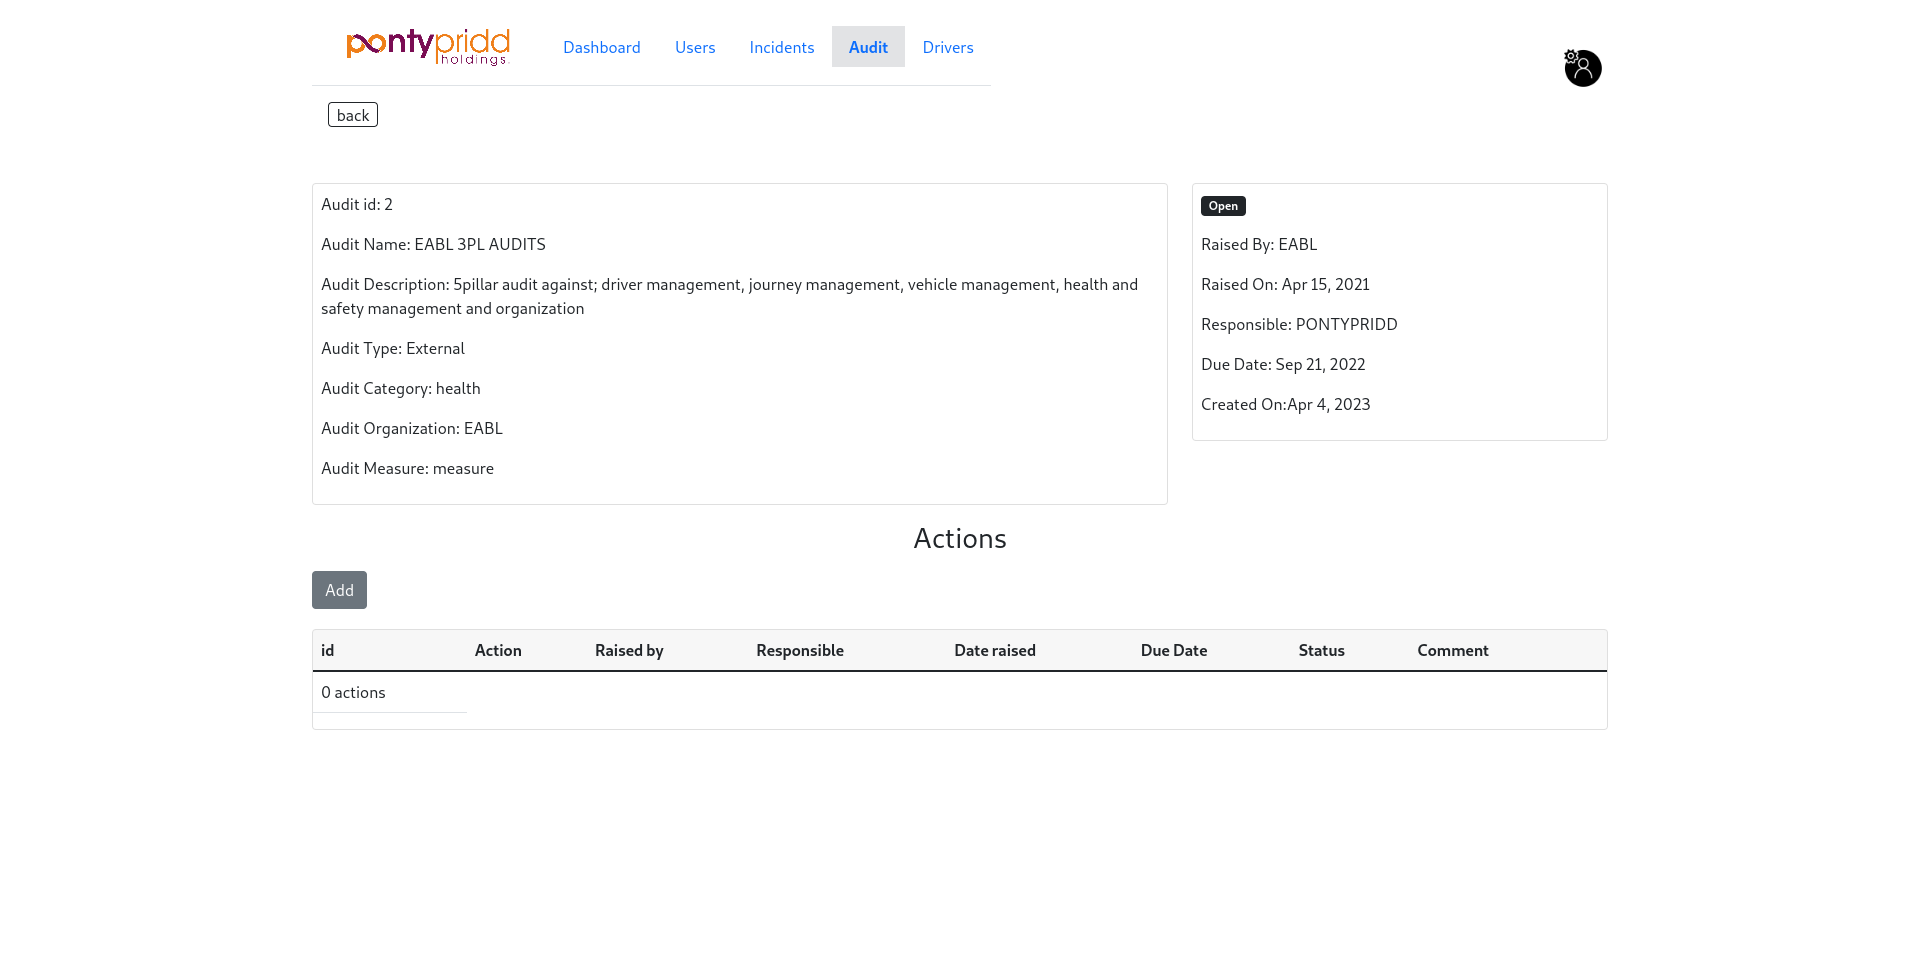 pontypridd
holdings
Dashboard Users Incidents Audit Drivers
back
Audit id: 2
Audit Name: EABL 3PL AUDITS
Audit Description: 5pillar audit against; driver management, journey management, vehicle management, health and
safety management and organization
Audit Type: External
Audit Category: health
Audit Organization: EABL
Audit Measure: measure
Open
Raised By: EABL
Raised On: Apr 15, 2021
Responsible: PONTYPRIDD
Due Date: Sep 21, 2022
Created On:Apr 4, 2023
Actions
Add
id Action Raised by Responsible Date raised Due Date Status Comment
0 actions